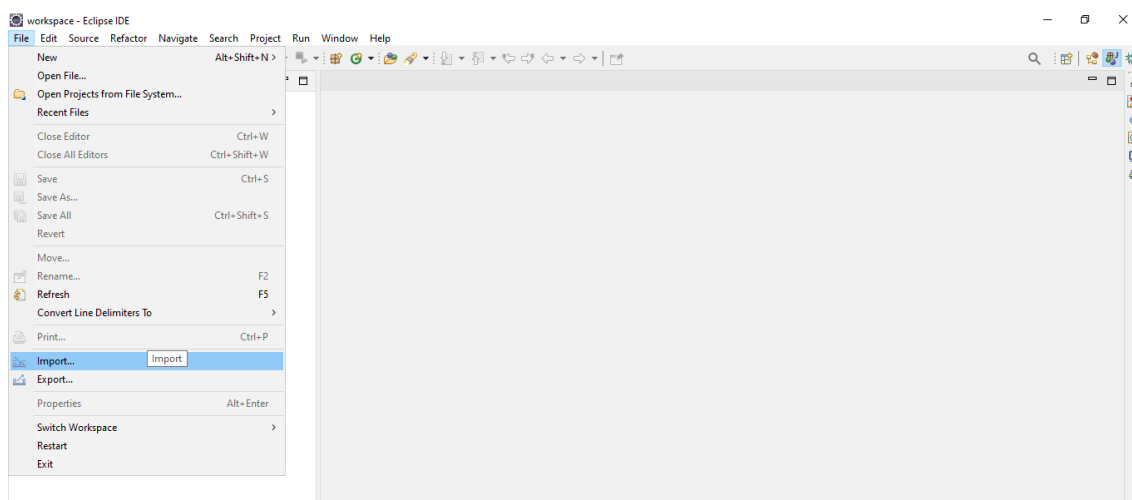 workspace - Eclipse IDE
File Edit Source Refactor Navigate Search Project Run Window Help
New Alt+Shift+N >
Open File...
Open Projects from File System...
Recent Files >
Close Editor Ctrl+W
Close All Editors Ctrl+Shift+W
Save Ctrl+S
Save As...
Save All Ctrl+Shift+S
Revert
Move...
Rename... F2
Refresh F5
Convert Line Delimiters To >
Print... Ctrl+P
Import... Import
Export...
Properties Alt+Enter
Switch Workspace >
Restart
Exit